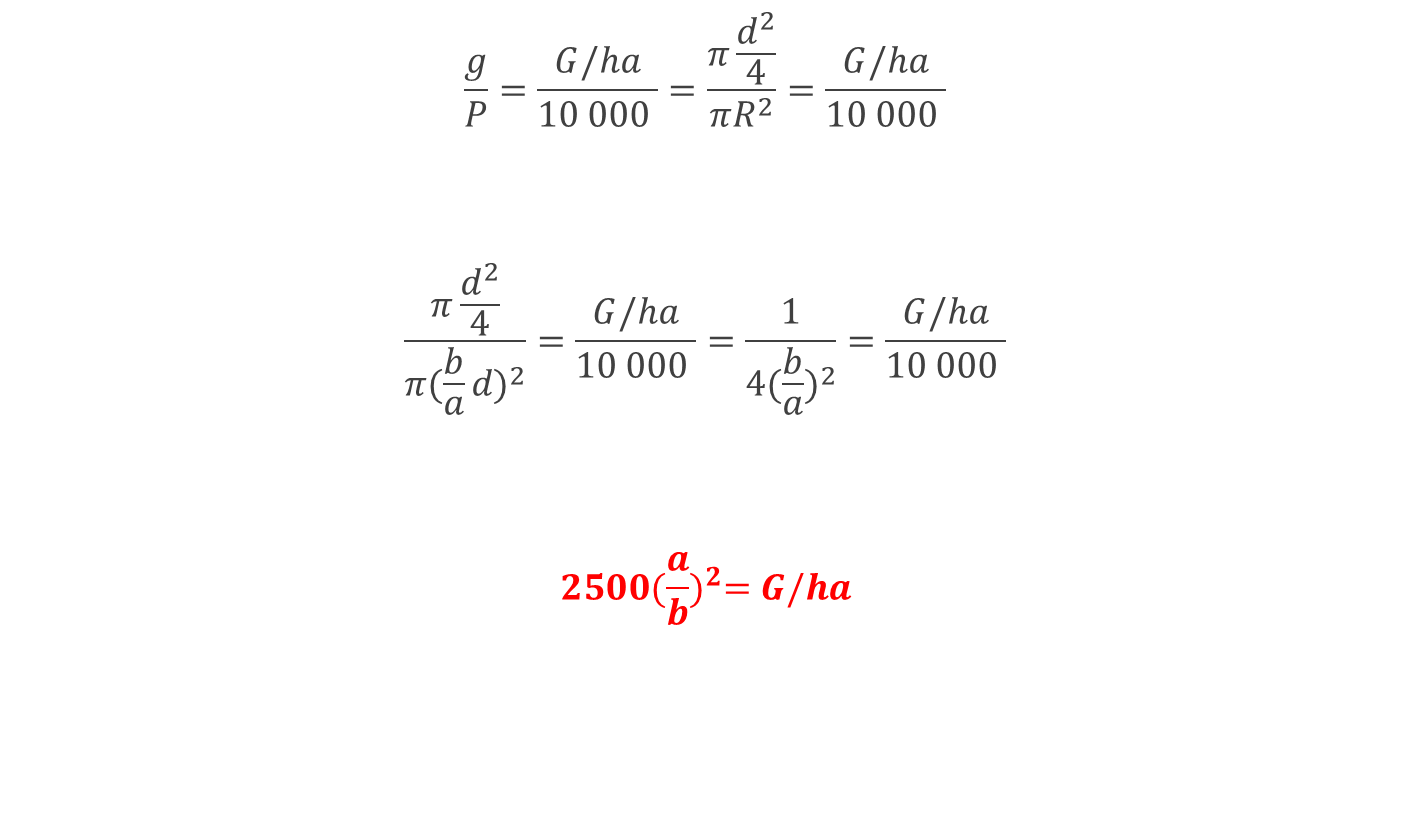 g/P = (G/ha)/(10 000) = (π d²/4)/(πR²) = (G/ha)/(10 000)
(π d²/4)/(π(b/a d)²) = (G/ha)/(10 000) = 1/(4(b/a)²) = (G/ha)/(10 000)
2500(a/b)²= G/ha